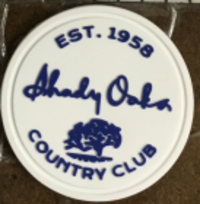 EST. 1958
Shady Oaks
COUNTRY CLUB